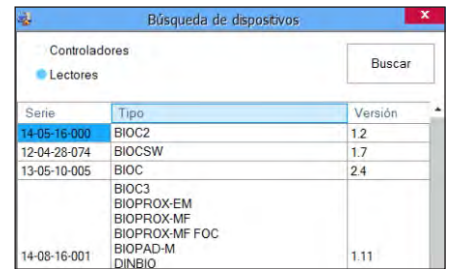 Búsqueda de dispostivos
x
Controladores
Lectores
Buscar
Serie Tipo Versión
14-05-16-000 BIOC2 1.2
12-04-28-074 BIOCSW 1.7
13-05-10-005 BIOC 2.4
BIOC3
BIOPROX-EM
BIOPROX-MF
BIOPROX-MF FOC
BIOPAD-M
14-08-16-001 DINBIO 1.11